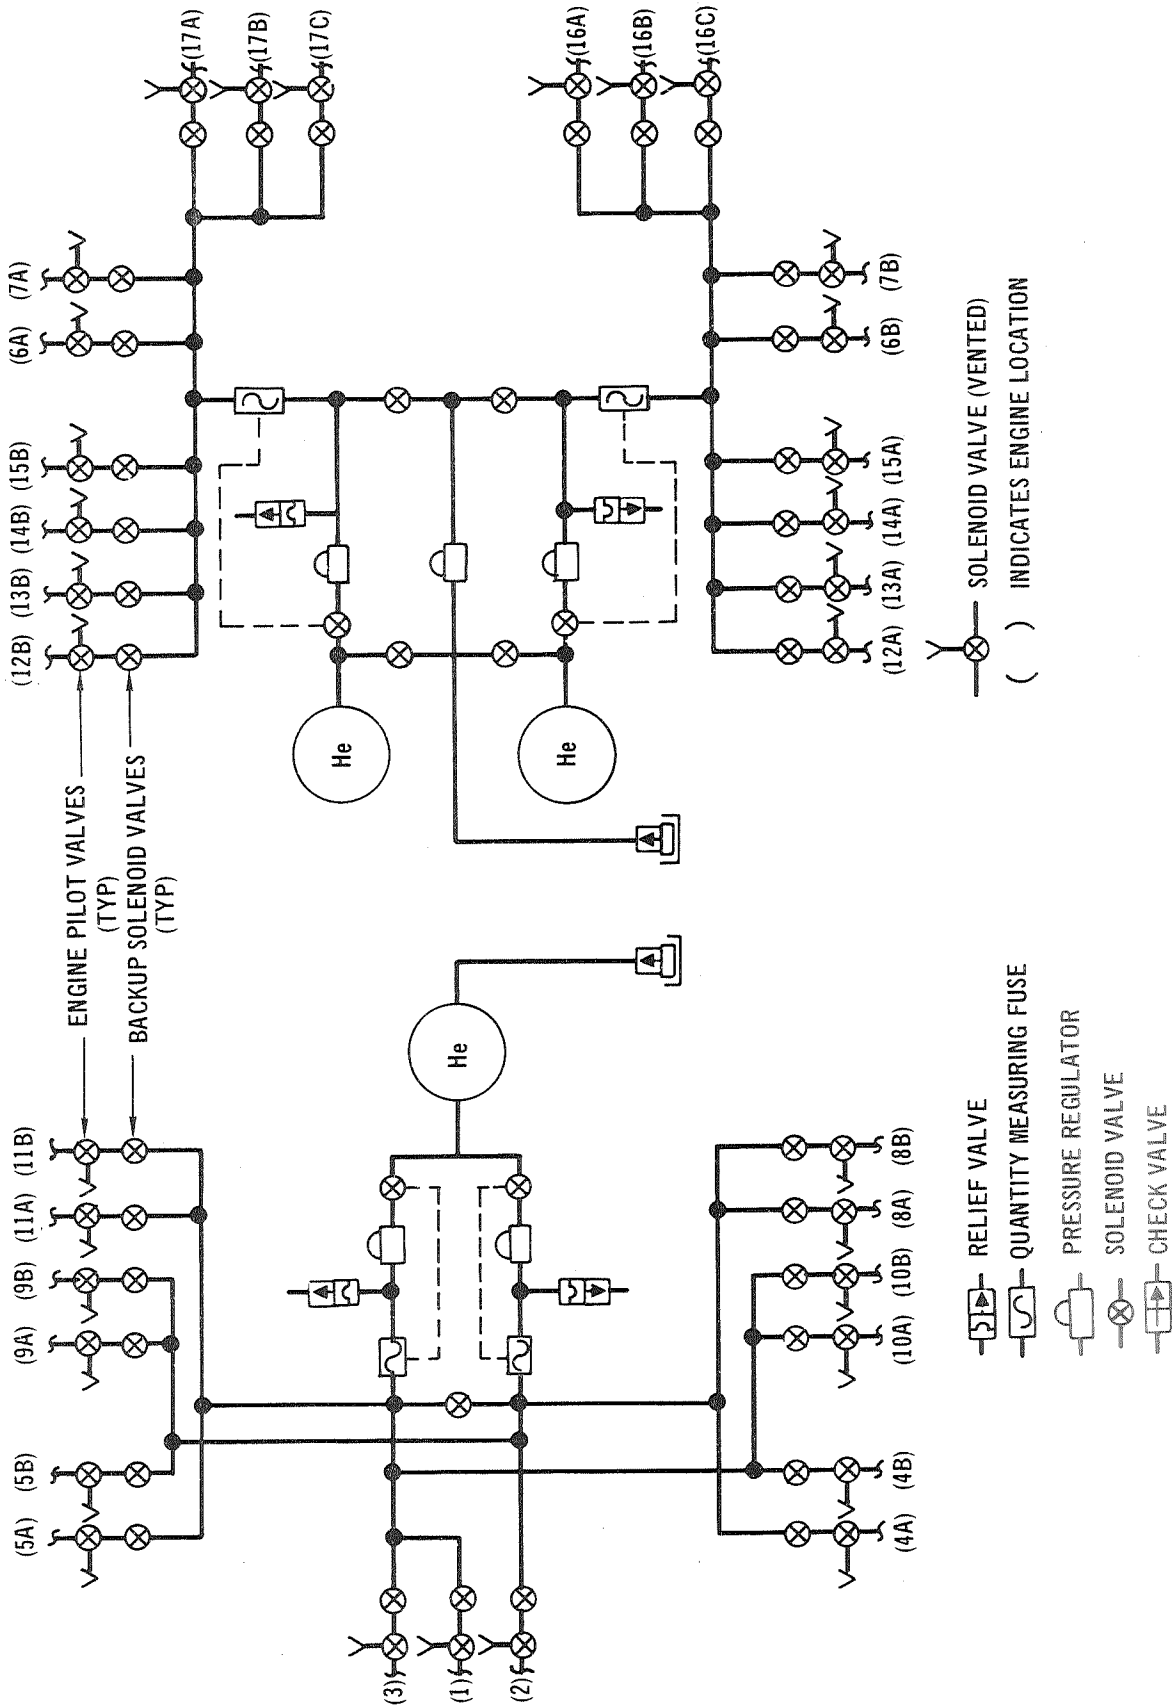 (17A)
(17B)
(17C)
(16A)
(16B)
(16C)
(7A)
(6A)
(15B)
(14B)
(13B)
(12B)
(7B)
(6B)
(15A)
(14A)
(13A)
(12A)
He
He
ENGINE PILOT VALVES
(TYP)
BACKUP SOLENOID VALVES
(TYP)
SOLENOID VALVE (VENTED)
( ) INDICATES ENGINE LOCATION
He
(11B)
(11A)
(9B)
(9A)
(5B)
(5A)
(8B)
(8A)
(10B)
(10A)
(4B)
(4A)
(3)
(1)
(2)
RELIEF VALVE
QUANTITY MEASURING FUSE
PRESSURE REGULATOR
SOLENOID VALVE
CHECK VALVE